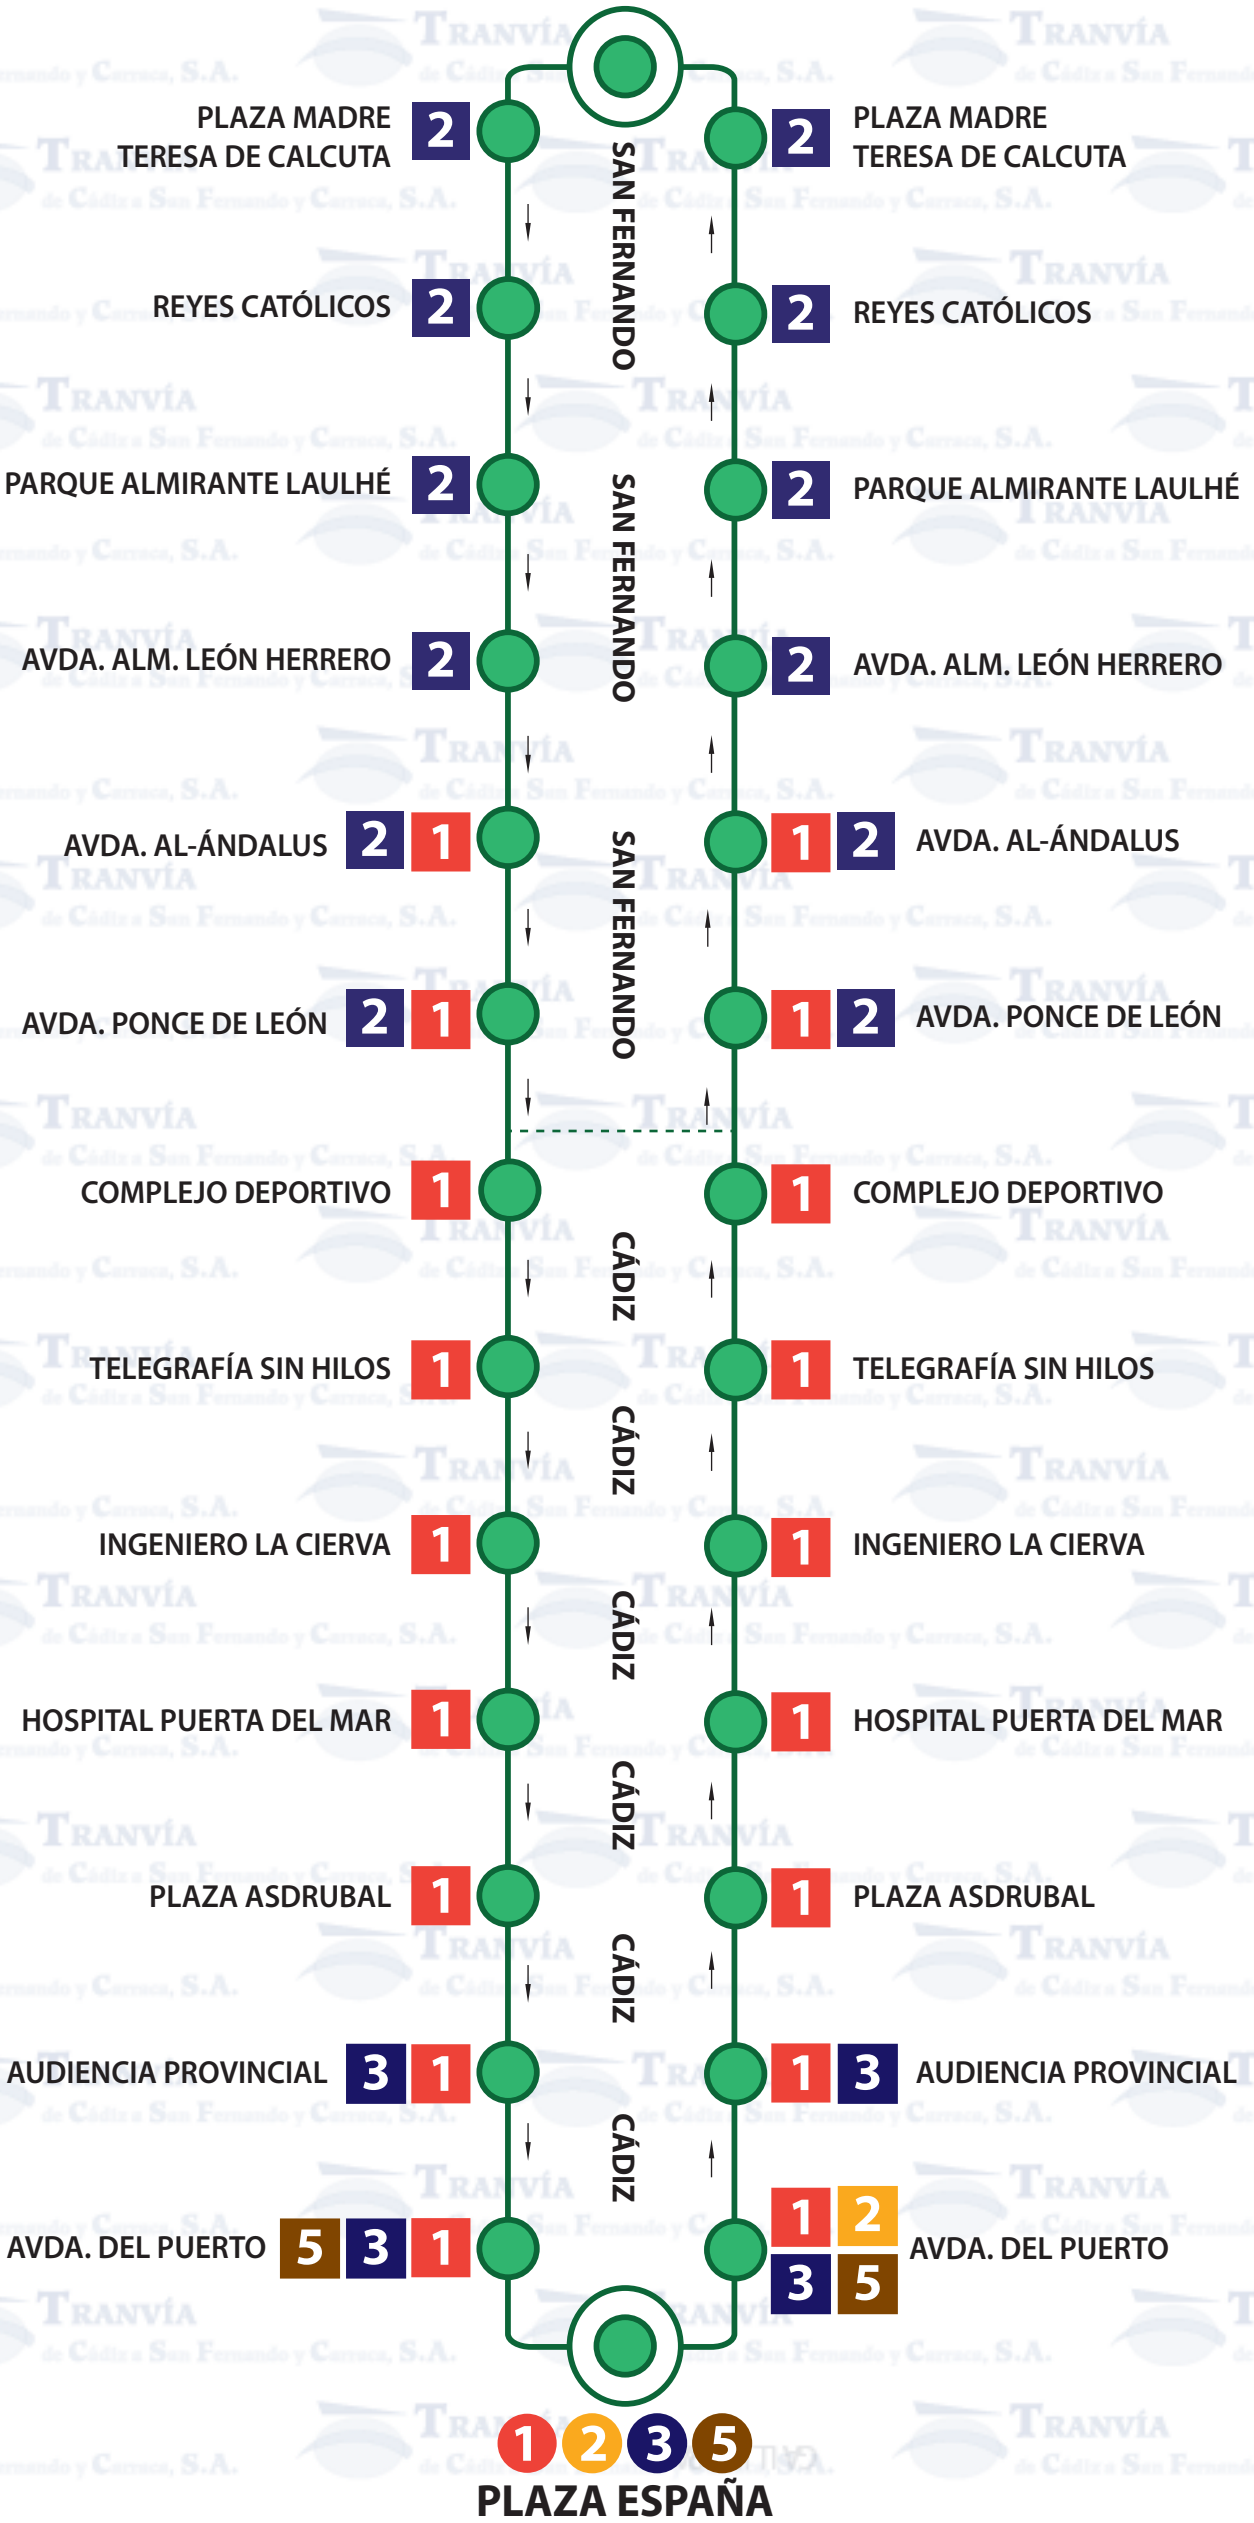 PLAZA MADRE
TERESA DE CALCUTA
2
2
PLAZA MADRE
TERESA DE CALCUTA
SAN FERNANDO
REYES CATÓLICOS
2
2
REYES CATÓLICOS
PARQUE ALMIRANTE LAULHÉ
2
2
PARQUE ALMIRANTE LAULHÉ
SAN FERNANDO
AVDA. ALM. LEÓN HERRERO
2
2
AVDA. ALM. LEÓN HERRERO
AVDA. AL-ÁNDALUS
2 1
1 2
AVDA. AL-ÁNDALUS
SAN FERNANDO
AVDA. PONCE DE LEÓN
2 1
1 2
AVDA. PONCE DE LEÓN
COMPLEJO DEPORTIVO
1
1
COMPLEJO DEPORTIVO
CÁDIZ
TELEGRAFÍA SIN HILOS
1
1
TELEGRAFÍA SIN HILOS
CÁDIZ
INGENIERO LA CIERVA
1
1
INGENIERO LA CIERVA
CÁDIZ
HOSPITAL PUERTA DEL MAR
1
1
HOSPITAL PUERTA DEL MAR
CÁDIZ
PLAZA ASDRUBAL
1
1
PLAZA ASDRUBAL
CÁDIZ
AUDIENCIA PROVINCIAL
3 1
1 3
AUDIENCIA PROVINCIAL
CÁDIZ
AVDA. DEL PUERTO
5 3 1
1 2
3 5
AVDA. DEL PUERTO
1 2 3 5
PLAZA ESPAÑA
TRANVÍA
de Cádiz a San Fernando y Carraca, S.A.